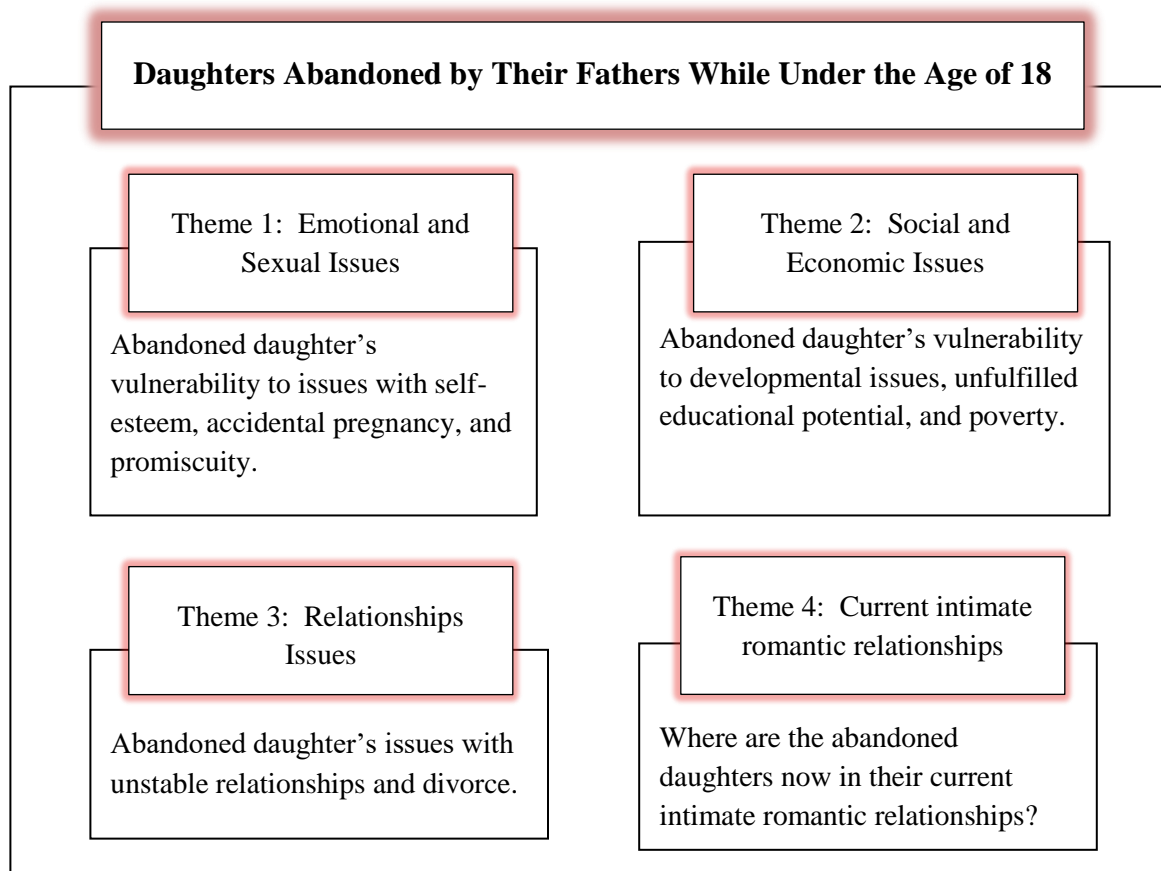 Daughters Abandoned by Their Fathers While Under the Age of 18
Theme 1:  Emotional and
Sexual Issues
Abandoned daughter’s
vulnerability to issues with self-
esteem, accidental pregnancy, and
promiscuity.
Theme 2:  Social and
Economic Issues
Abandoned daughter’s vulnerability
to developmental issues, unfulfilled
educational potential, and poverty.
Theme 3:  Relationships
Issues
Abandoned daughter’s issues with
unstable relationships and divorce.
Theme 4:  Current intimate
romantic relationships
Where are the abandoned
daughters now in their current
intimate romantic relationships?